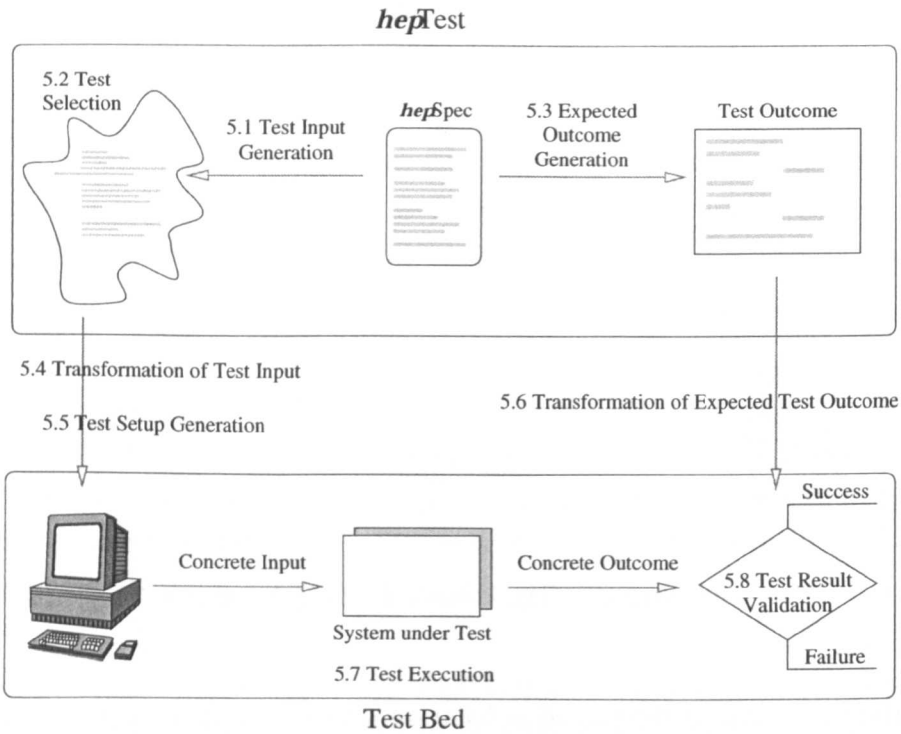 hepTest
5.2 Test
Selection
5.1 Test Input
Generation
hepSpec
5.3 Expected
Outcome
Generation
Test Outcome
5.4 Transformation of Test Input
5.5 Test Setup Generation
5.6 Transformation of Expected Test Outcome
Success
Concrete Input
Concrete Outcome
5.8 Test Result
Validation
System under Test
Failure
5.7 Test Execution
Test Bed